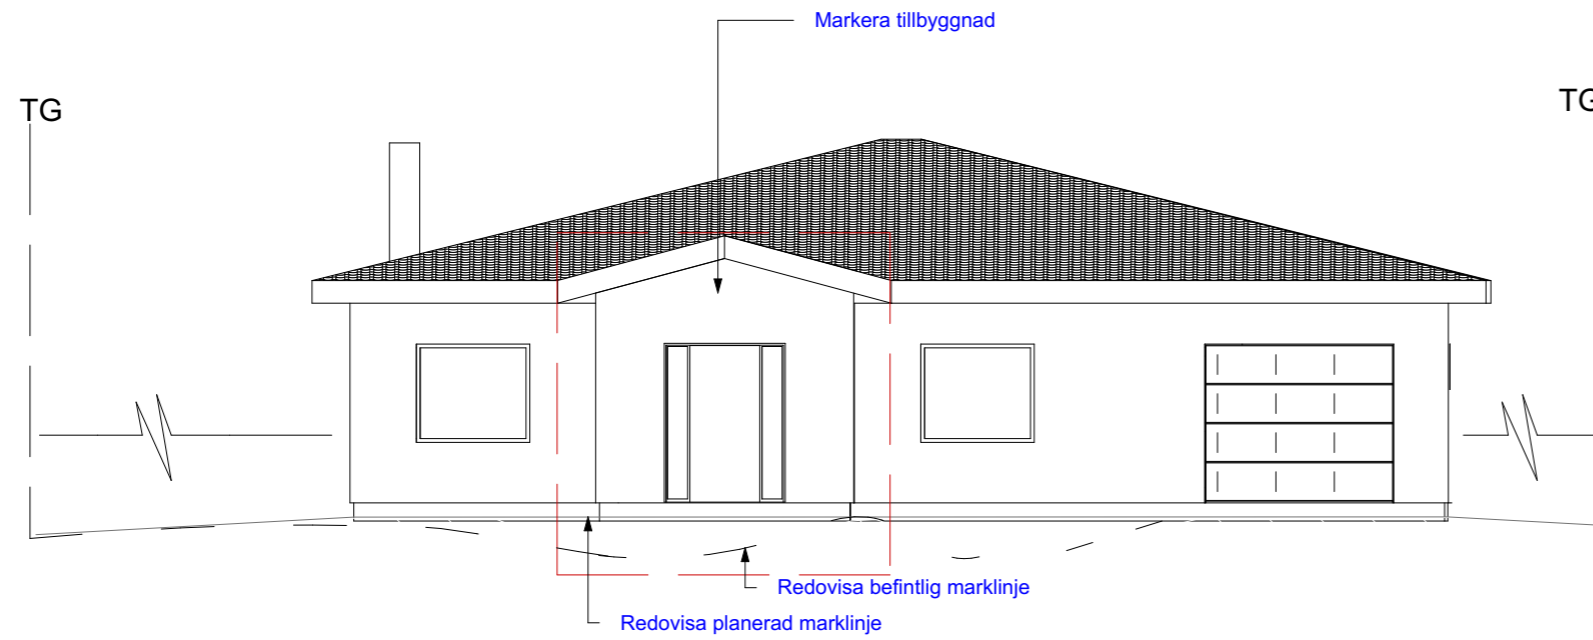 Markera tillbyggnad
TG
TG
Redovisa befintlig marklinje
Redovisa planerad marklinje